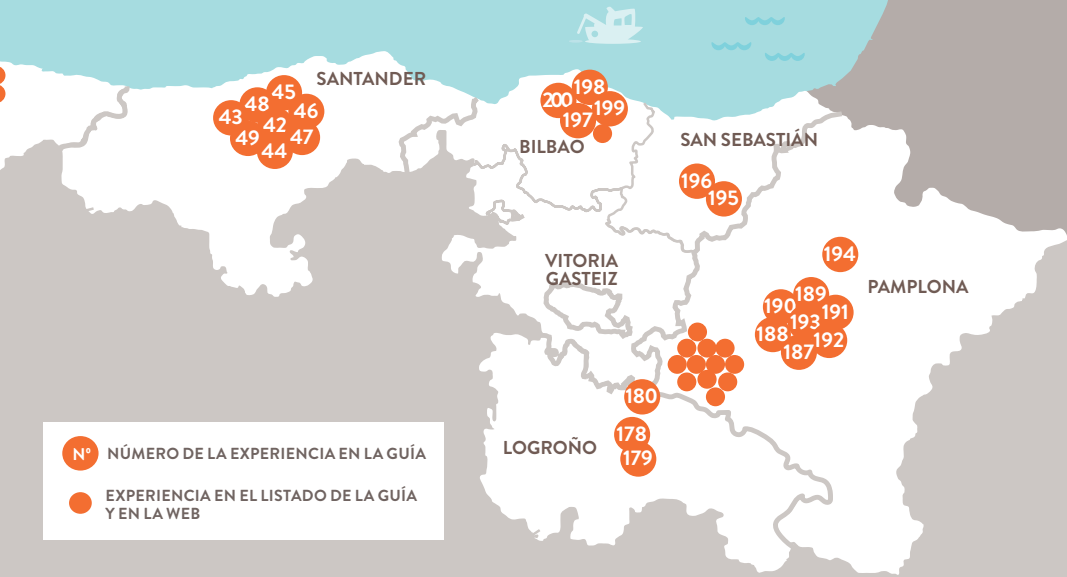 SANTANDER
45
48
46
43
42
49
47
44
198
200
199
197
BILBAO
SAN SEBASTIÁN
196
195
VITORIA
GASTEIZ
194
PAMPLONA
189
190
191
193
188
192
187
180
178
179
LOGROÑO
Nº NÚMERO DE LA EXPERIENCIA EN LA GUÍA
EXPERIENCIA EN EL LISTADO DE LA GUÍA
Y EN LA WEB